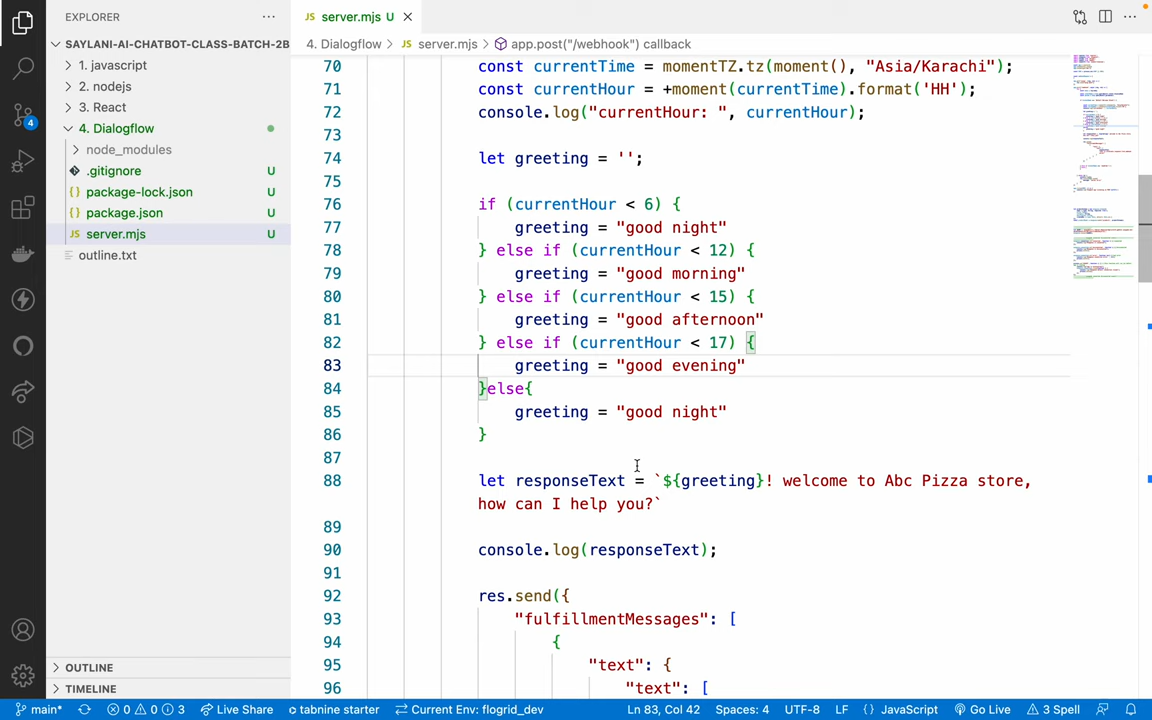 EXPLORER
server.mjs U
SAYLANI-AI-CHATBOT-CLASS-BATCH-2B
4. Dialogflow > JS server.mjs > app.post("/webhook") callback
1. javascript
2. nodejs
3. React
4. Dialogflow
node_modules
.gitignore U
package-lock.json U
package.json U
JS server.mjs U
outline.txt
70 const currentTime = momentTZ.tz(moment(), "Asia/Karachi");
71 const currentHour = +moment(currentTime).format('HH');
72 console.log("currentHour: ", currentHour);
73
74 let greeting = '';
75
76 if (currentHour < 6) {
77 greeting = "good night"
78 } else if (currentHour < 12) {
79 greeting = "good morning"
80 } else if (currentHour < 15) {
81 greeting = "good afternoon"
82 } else if (currentHour < 17) {
83 greeting = "good evening"
84 }else{
85 greeting = "good night"
86 }
87
88 let responseText = `${greeting}! welcome to Abc Pizza store,
how can I help you?`
89
90 console.log(responseText);
91
92 res.send({
93 "fulfillmentMessages": [
94 {
95 "text": {
96 "text": [
4
OUTLINE
TIMELINE
main* 0 0 3 Live Share tabnine starter Current Env: flogrid_dev Ln 83, Col 42 Spaces: 4 UTF-8 LF {} JavaScript Go Live 3 Spell